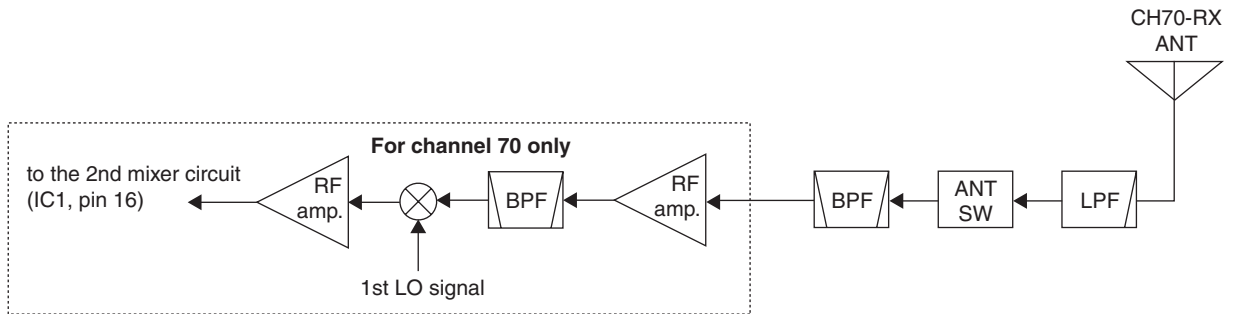 CH70-RX
ANT
For channel 70 only
to the 2nd mixer circuit
(IC1, pin 16)
RF
amp.
BPF
RF
amp.
BPF
ANT
SW
LPF
1st LO signal